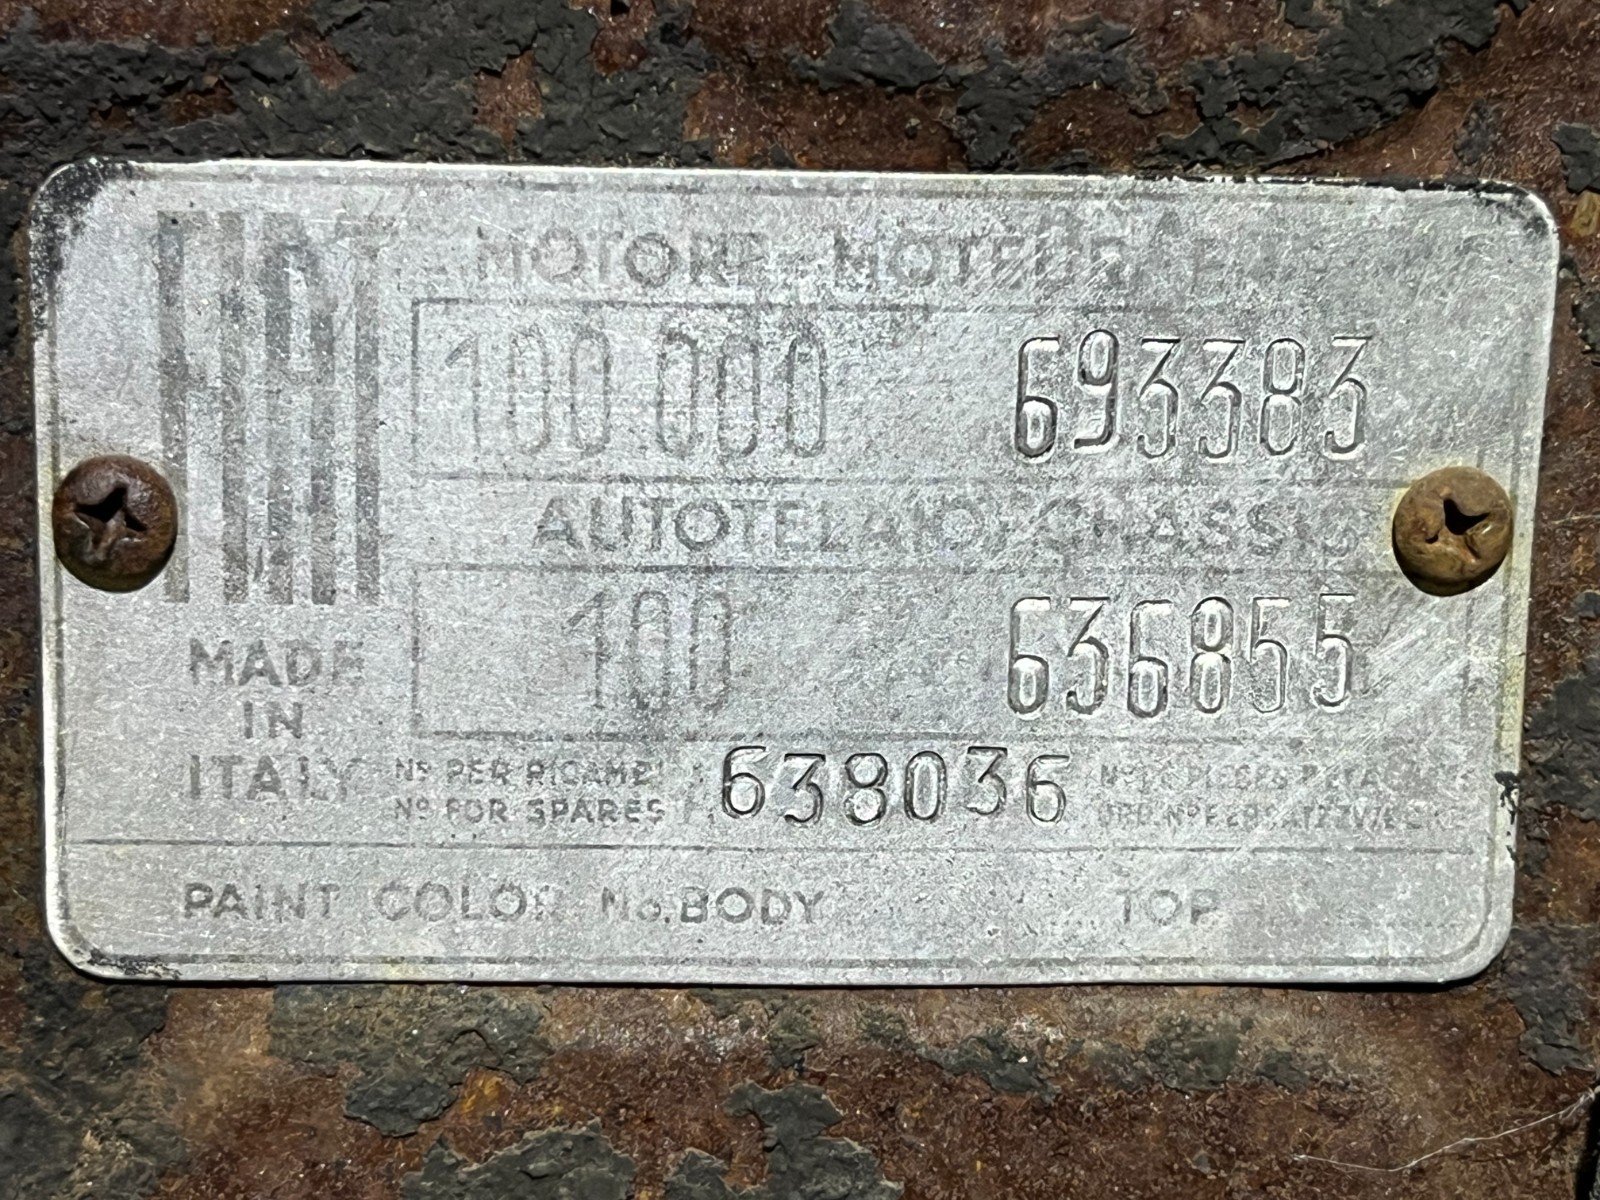 FIAT
MOTORE - MOTEUR
100.000 693383
AUTOTELAIO - CHASSIS
100 636855
MADE
IN
ITALY
Nº PER RICAMBI
Nº FOR SPARES
638036
PAINT COLOR No. BODY TOP